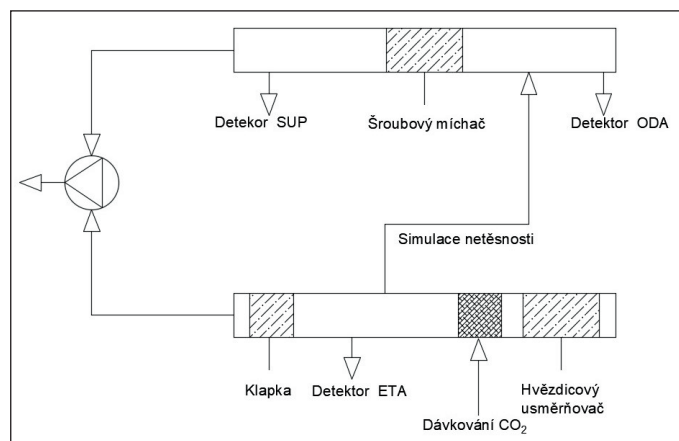 Detekor SUP
Šroubový míchač
Detektor ODA
Simulace netěsnosti
Klapka
Detektor ETA
Dávkování CO₂
Hvězdicový
usměrňovač